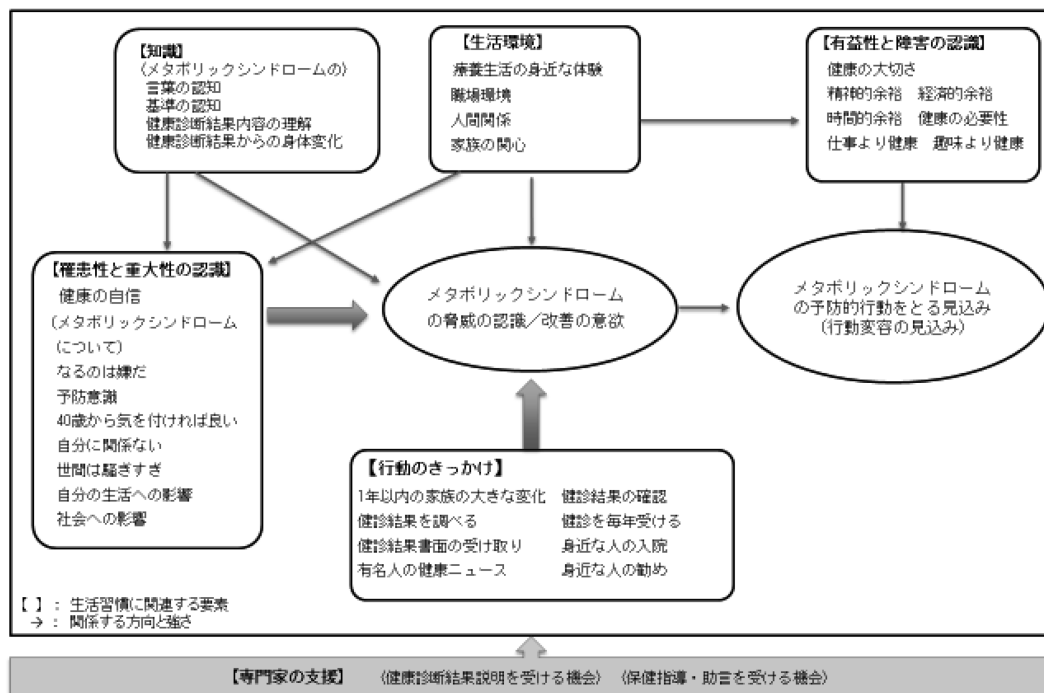 【知識】
〈メタボリックシンドロームの〉
言葉の認知
基準の認知
健康診断結果内容の理解
健康診断結果からの身体変化
【生活環境】
療養生活の身近な体験
職場環境
人間関係
家族の関心
【有益性と障害の認識】
健康の大切さ
精神的余裕 経済的余裕
時間的余裕 健康の必要性
仕事より健康 趣味より健康
【罹患性と重大性の認識】
健康の自信
(メタボリックシンドローム
について)
なるのは嫌だ
予防意識
40歳から気を付ければ良い
自分に関係ない
世間は騒ぎすぎ
自分の生活への影響
社会への影響
メタボリックシンドローム
の脅威の認識／改善の意欲
メタボリックシンドローム
の予防的行動をとる見込み
(行動変容の見込み)
【行動のきっかけ】
1年以内の家族の大きな変化 健診結果の確認
健診結果を調べる 健診を毎年受ける
健診結果書面の受け取り 身近な人の入院
有名人の健康ニュース 身近な人の勧め
【 】： 生活習慣に関連する要素
→ ： 関係する方向と強さ
【専門家の支援】 〈健康診断結果説明を受ける機会〉 〈保健指導・助言を受ける機会〉